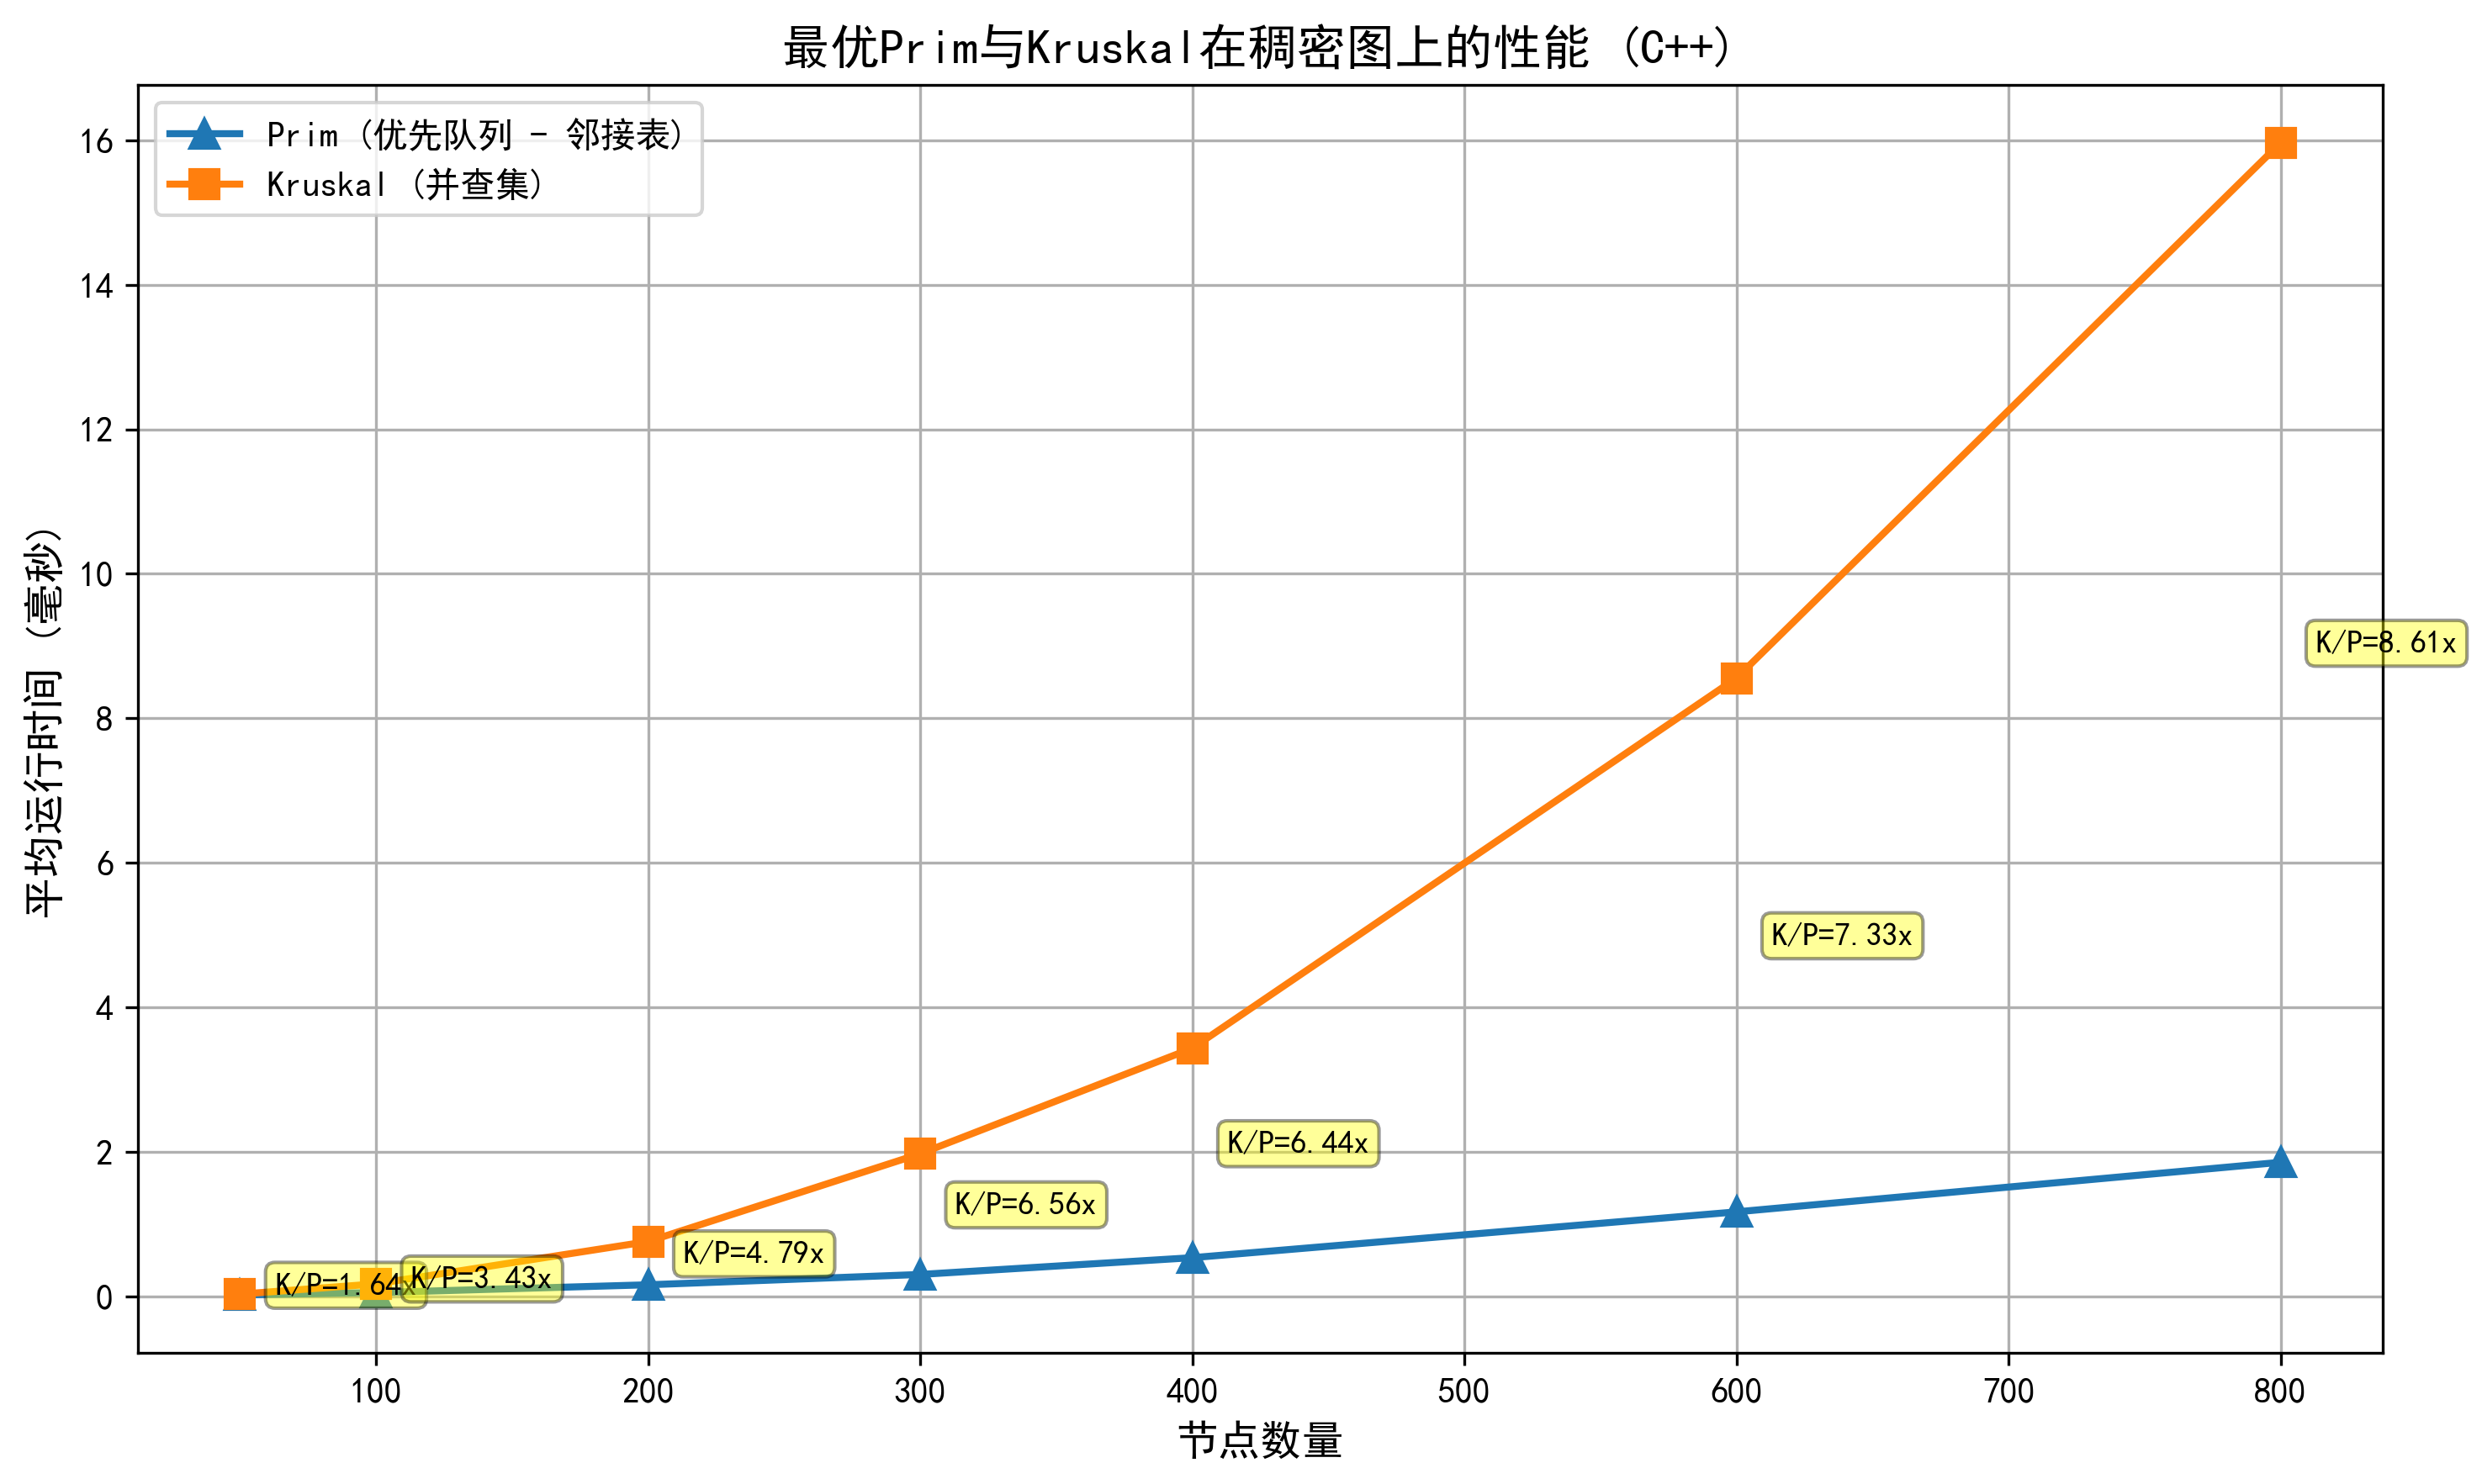 最优Prim与Kruskal在稠密图上的性能 (C++)
Prim (优先队列 - 邻接表)
Kruskal (并查集)
平均运行时间 (毫秒)
16
14
12
10
8
6
4
2
0
K/P=1.64x
K/P=3.43x
K/P=4.79x
K/P=6.56x
K/P=6.44x
K/P=7.33x
K/P=8.61x
100
200
300
400
500
600
700
800
节点数量